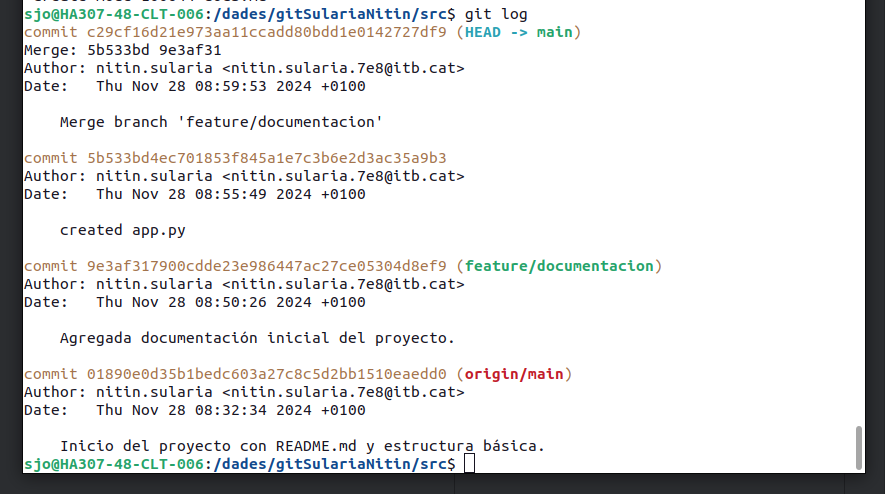 sjo@HA307-48-CLT-006:/dades/gitSulariaNitin/src$ git log
commit c29cf16d21e973aa11ccadd80bdd1e0142727df9 (HEAD -> main)
Merge: 5b533bd 9e3af31
Author: nitin.sularia <nitin.sularia.7e8@itb.cat>
Date:   Thu Nov 28 08:59:53 2024 +0100
    Merge branch 'feature/documentacion'
commit 5b533bd4ec701853f845a1e7c3b6e2d3ac35a9b3
Author: nitin.sularia <nitin.sularia.7e8@itb.cat>
Date:   Thu Nov 28 08:55:49 2024 +0100
    created app.py
commit 9e3af317900cdde23e986447ac27ce05304d8ef9 (feature/documentacion)
Author: nitin.sularia <nitin.sularia.7e8@itb.cat>
Date:   Thu Nov 28 08:50:26 2024 +0100
    Agregada documentación inicial del proyecto.
commit 01890e0d35b1bedc603a27c8c5d2bb1510eaedd0 (origin/main)
Author: nitin.sularia <nitin.sularia.7e8@itb.cat>
Date:   Thu Nov 28 08:32:34 2024 +0100
    Inicio del proyecto con README.md y estructura básica.
sjo@HA307-48-CLT-006:/dades/gitSulariaNitin/src$